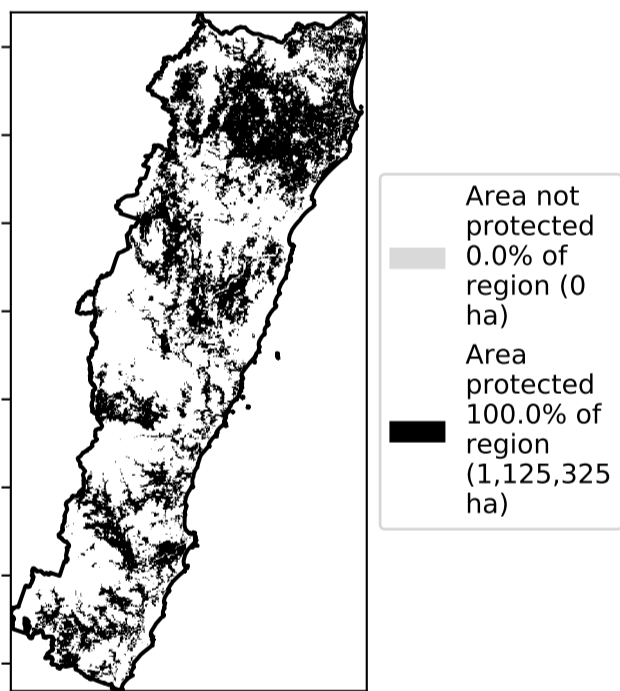 Area not
protected
0.0% of
region (0
ha)
Area
protected
100.0% of
region
(1,125,325
ha)